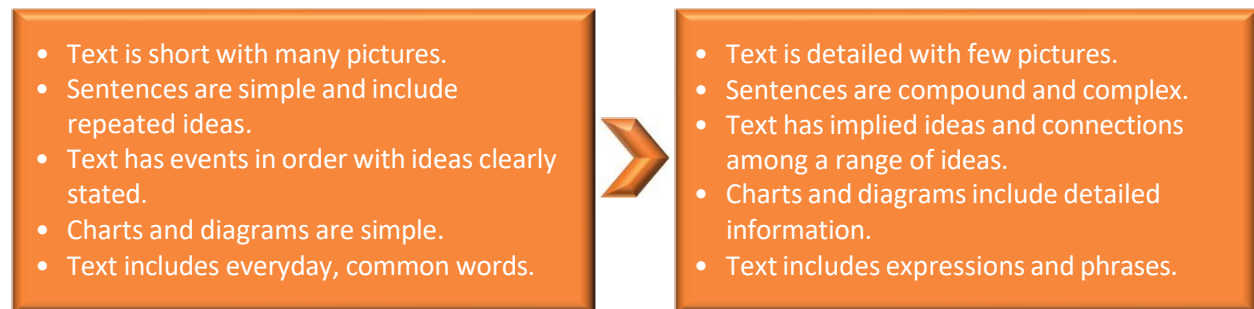 • Text is short with many pictures.
• Sentences are simple and include
repeated ideas.
• Text has events in order with ideas clearly
stated.
• Charts and diagrams are simple.
• Text includes everyday, common words.
• Text is detailed with few pictures.
• Sentences are compound and complex.
• Text has implied ideas and connections
among a range of ideas.
• Charts and diagrams include detailed
information.
• Text includes expressions and phrases.